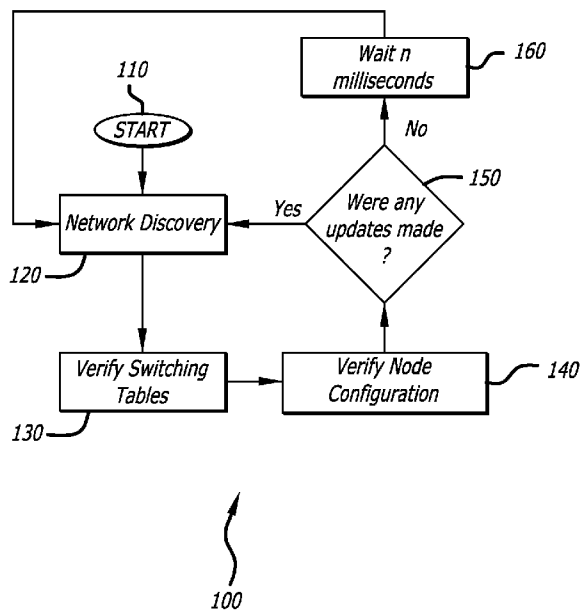 Wait n
milliseconds
160
110
START
No
150
Were any
updates made
?
Yes
Network Discovery
120
Verify Switching
Tables
130
Verify Node
Configuration
140
100